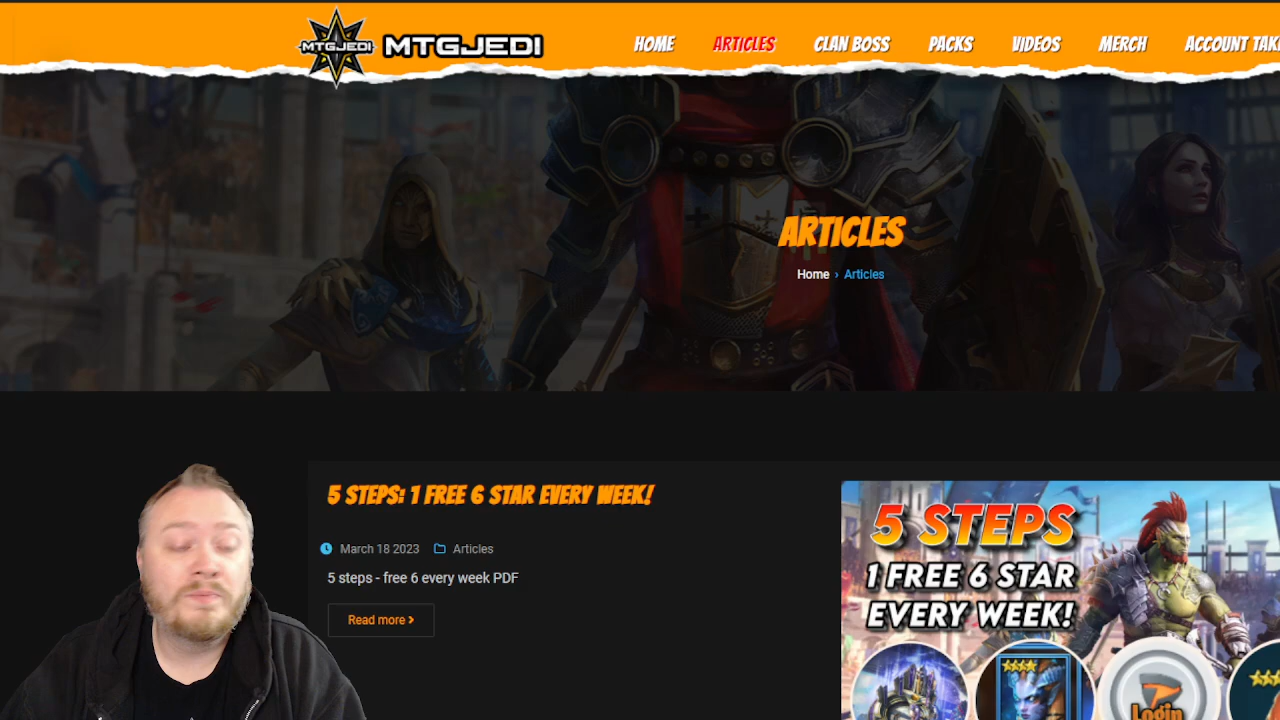 MTGJEDI MTGJEDI HOME ARTICLES CLAN BOSS PACKS VIDEOS MERCH ACCOUNT TAK
ARTICLES
Home › Articles
5 STEPS: 1 FREE 6 STAR EVERY WEEK!
March 18 2023 Articles
5 steps - free 6 every week PDF
Read more
5 STEPS
1 FREE 6 STAR
EVERY WEEK!
Login